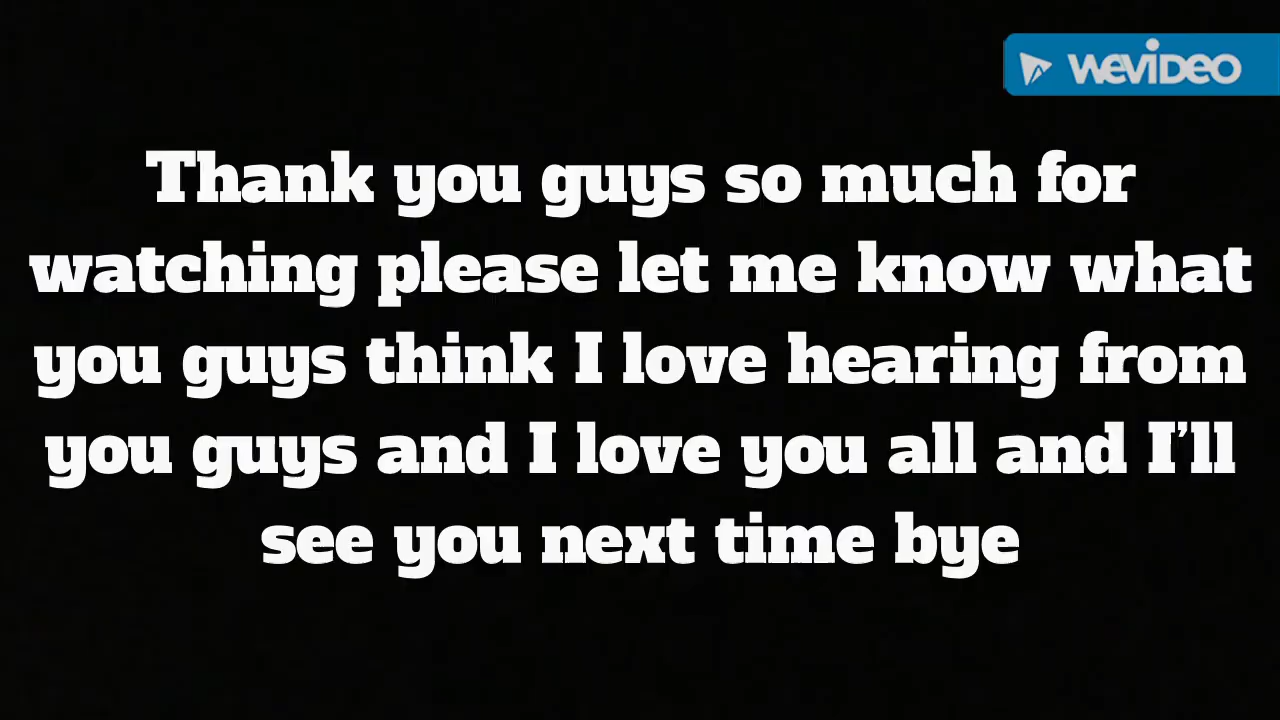 WEVIDEO
Thank you guys so much for
watching please let me know what
you guys think I love hearing from
you guys and I love you all and I’ll
see you next time bye